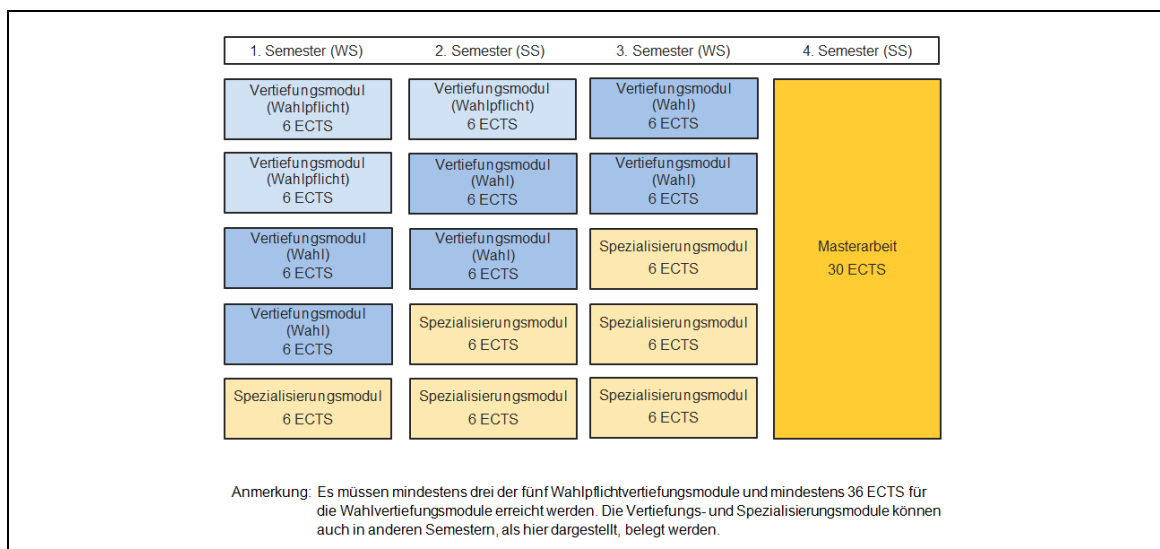 1. Semester (WS) 2. Semester (SS) 3. Semester (WS) 4. Semester (SS)
Vertiefungsmodul
(Wahlpflicht)
6 ECTS
Vertiefungsmodul
(Wahlpflicht)
6 ECTS
Vertiefungsmodul
(Wahl)
6 ECTS
Vertiefungsmodul
(Wahlpflicht)
6 ECTS
Vertiefungsmodul
(Wahl)
6 ECTS
Vertiefungsmodul
(Wahl)
6 ECTS
Vertiefungsmodul
(Wahl)
6 ECTS
Vertiefungsmodul
(Wahl)
6 ECTS
Spezialisierungsmodul
6 ECTS
Masterarbeit
30 ECTS
Vertiefungsmodul
(Wahl)
6 ECTS
Spezialisierungsmodul
6 ECTS
Spezialisierungsmodul
6 ECTS
Spezialisierungsmodul
6 ECTS
Spezialisierungsmodul
6 ECTS
Spezialisierungsmodul
6 ECTS
Anmerkung: Es müssen mindestens drei der fünf Wahlpflichtvertiefungsmodule und mindestens 36 ECTS für
die Wahlvertiefungsmodule erreicht werden. Die Vertiefungs- und Spezialisierungsmodule können
auch in anderen Semestern, als hier dargestellt, belegt werden.